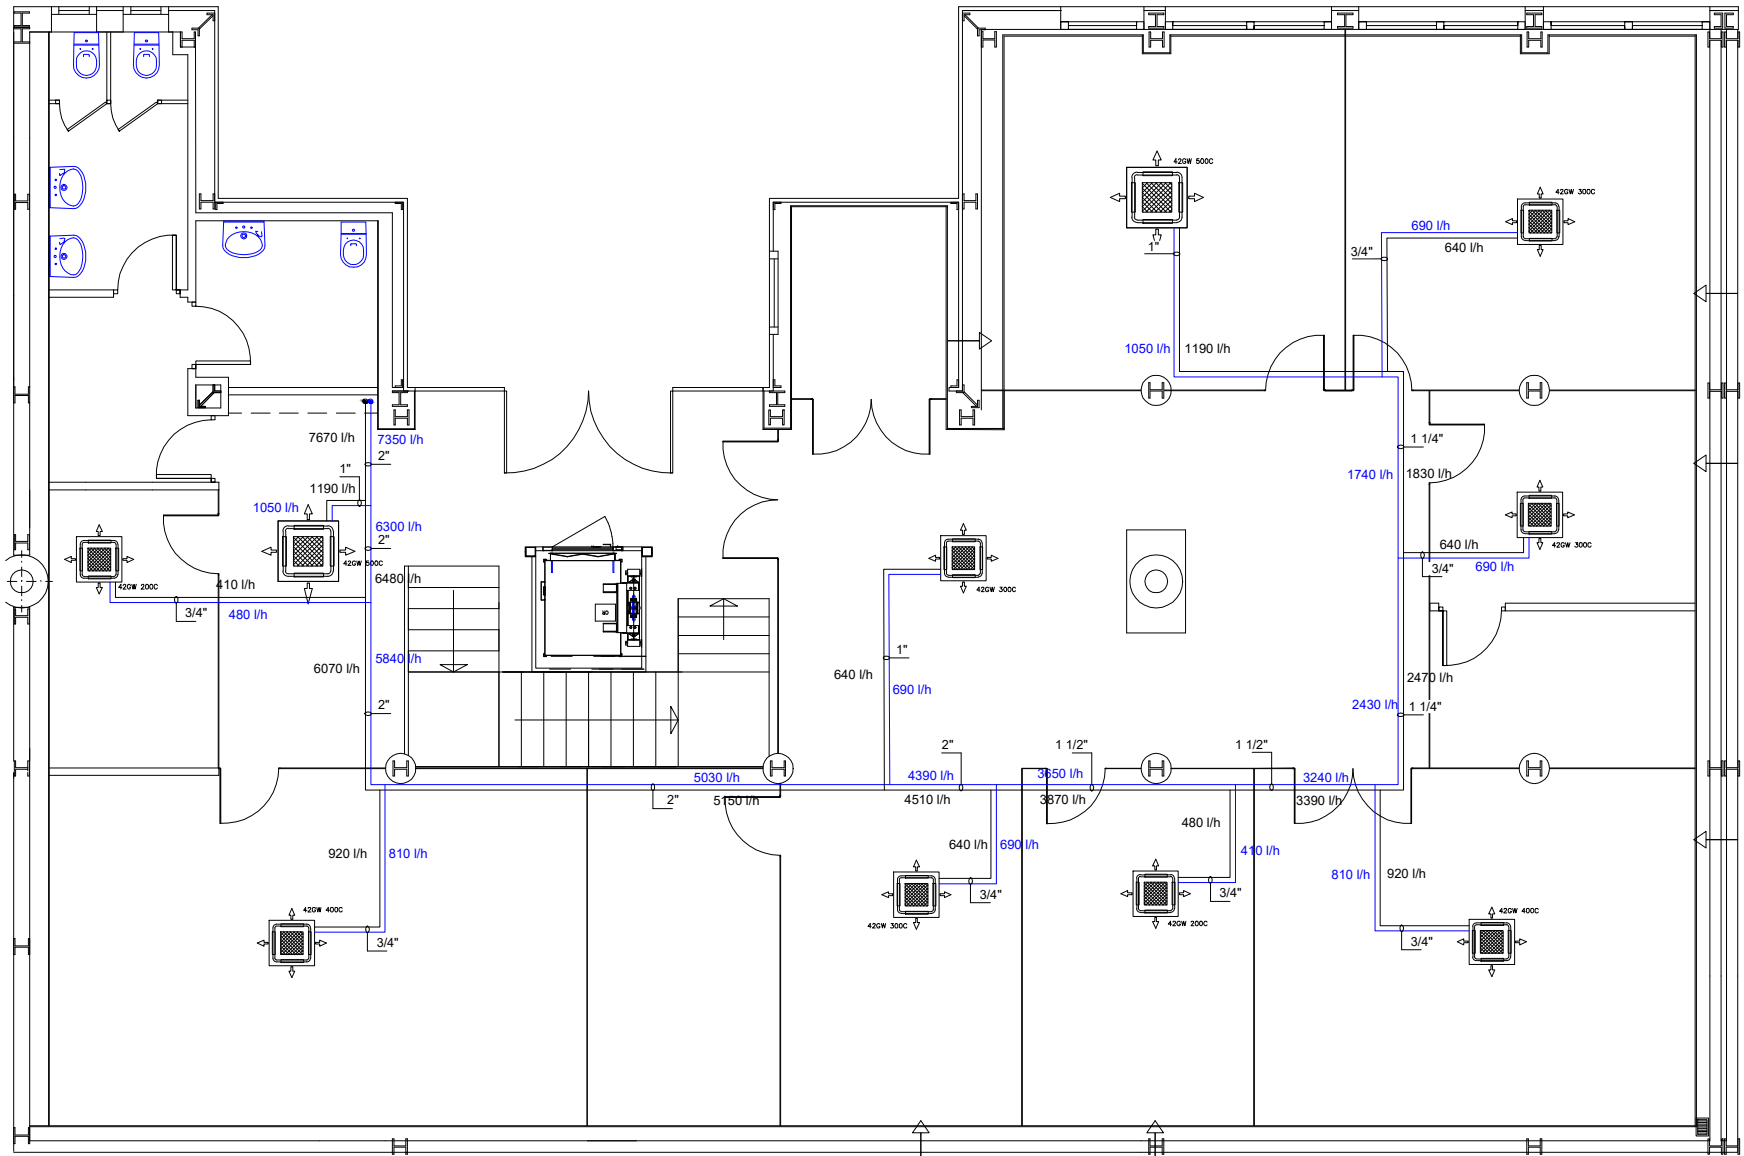 42GW 500C
42GW 300C
690 l/h
640 l/h
1"
3/4"
1050 l/h
1190 l/h
7670 l/h
7350 l/h
2"
1"
1190 l/h
1050 l/h
6300 l/h
2"
42GW 500C
6480 l/h
42GW 200C
410 l/h
3/4"
480 l/h
6070 l/h
5840 l/h
2"
1 1/4"
1740 l/h
1830 l/h
640 l/h
3/4"
690 l/h
42GW 300C
42GW 300C
1"
640 l/h
690 l/h
2470 l/h
2430 l/h
1 1/4"
2"
1 1/2"
1 1/2"
5030 l/h
4390 l/h
3650 l/h
3240 l/h
2"
5150 l/h
4510 l/h
3870 l/h
3390 l/h
920 l/h
810 l/h
640 l/h
690 l/h
480 l/h
410 l/h
810 l/h
920 l/h
3/4"
3/4"
42GW 300C
42GW 200C
42GW 400C
3/4"
42GW 400C
3/4"